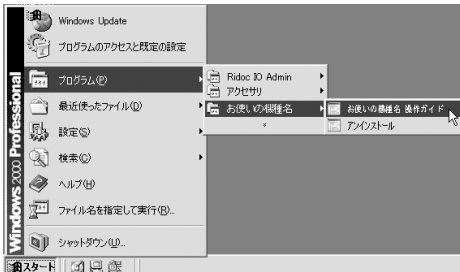 Windows Update
プログラムのアクセスと既定の設定
プログラム(P)
最近使ったファイル(D)
設定(S)
検索(C)
ヘルプ(H)
ファイル名を指定して実行(R)...
シャットダウン(U)...
Windows 2000 Professional
Ridoc IO Admin
アクセサリ
お使いの機種名
お使いの機種名 操作ガイド
アンインストール
スタート